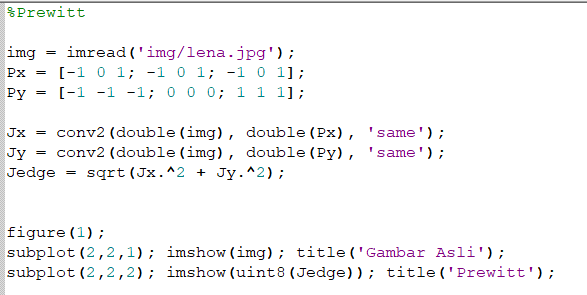 %Prewitt
img = imread('img/lena.jpg');
Px = [-1 0 1; -1 0 1; -1 0 1];
Py = [-1 -1 -1; 0 0 0; 1 1 1];
Jx = conv2(double(img), double(Px), 'same');
Jy = conv2(double(img), double(Py), 'same');
Jedge = sqrt(Jx.^2 + Jy.^2);
figure(1);
subplot(2,2,1); imshow(img); title('Gambar Asli');
subplot(2,2,2); imshow(uint8(Jedge)); title('Prewitt');